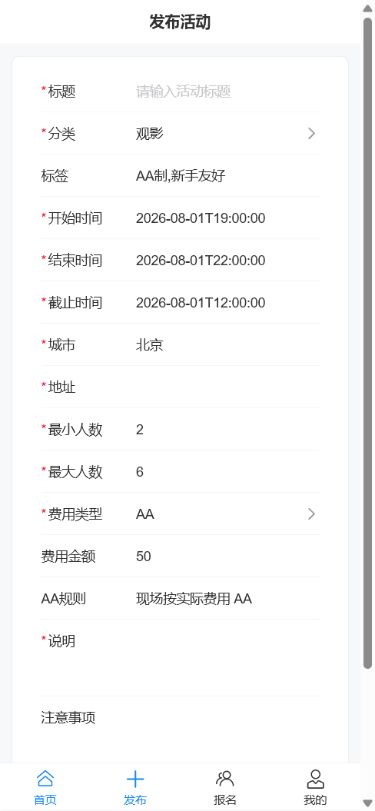 发布活动
*标题 请输入活动标题
*分类 观影
标签 AA制,新手友好
*开始时间 2026-08-01T19:00:00
*结束时间 2026-08-01T22:00:00
*截止时间 2026-08-01T12:00:00
*城市 北京
*地址
*最小人数 2
*最大人数 6
*费用类型 AA
费用金额 50
AA规则 现场按实际费用 AA
*说明
注意事项
首页 发布 报名 我的